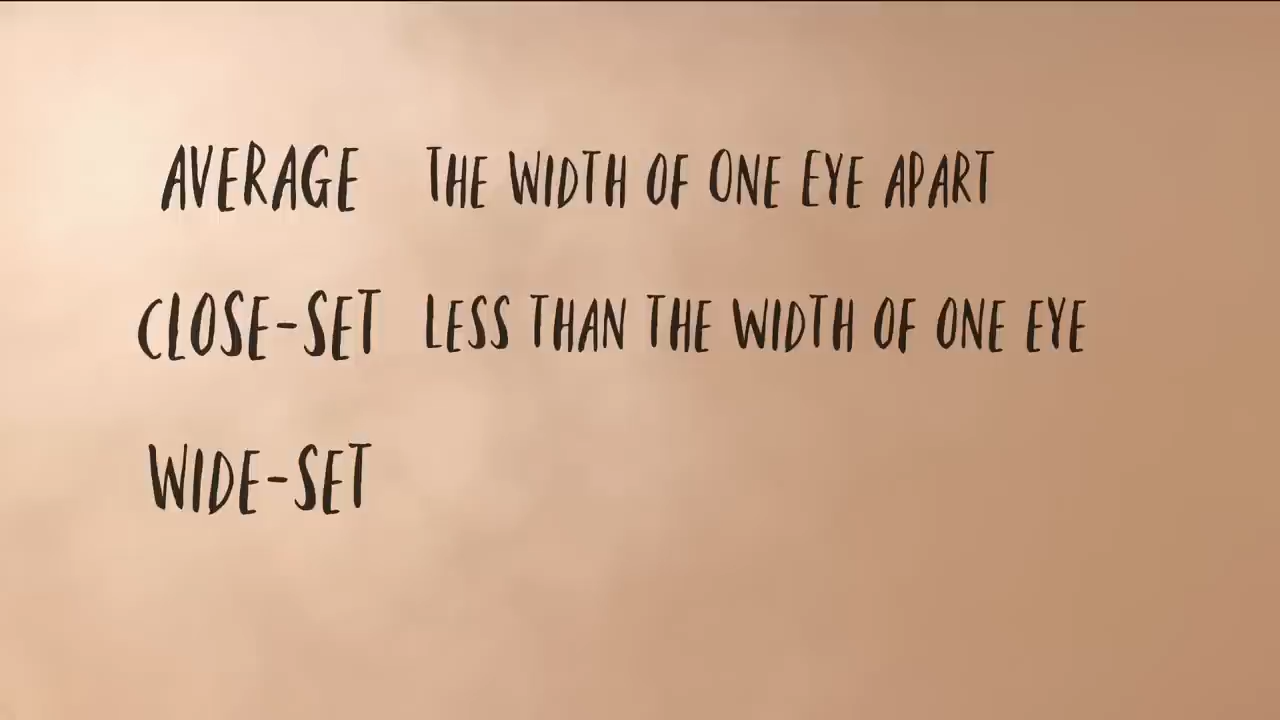 AVERAGE THE WIDTH OF ONE EYE APART
CLOSE-SET LESS THAN THE WIDTH OF ONE EYE
WIDE-SET